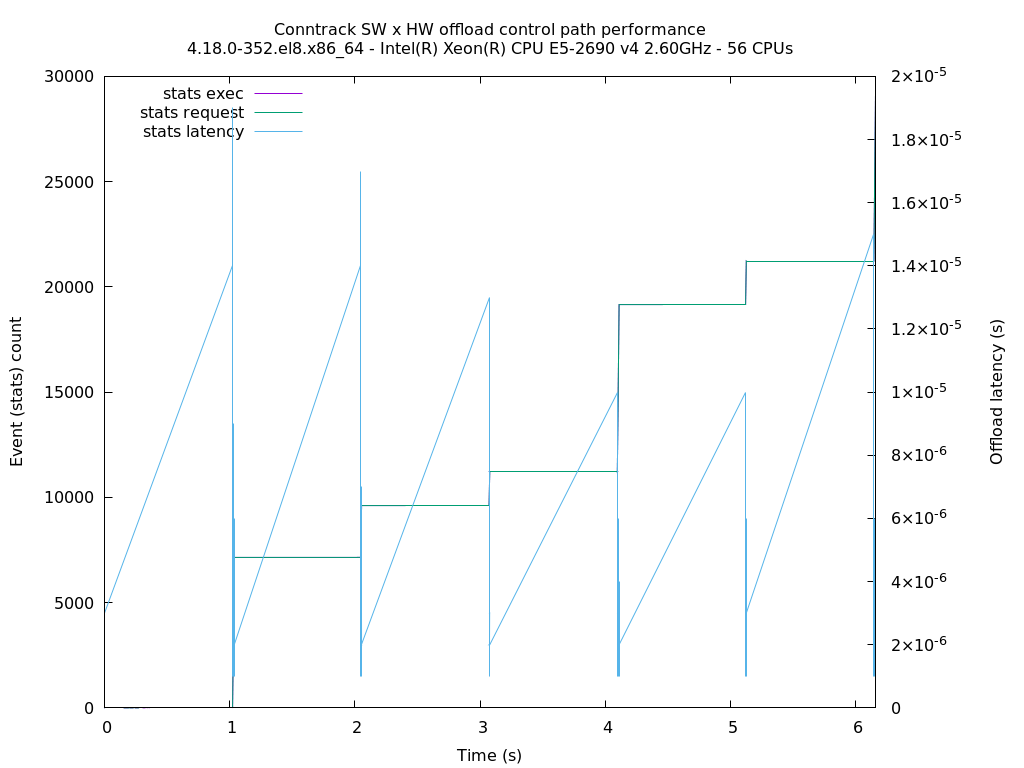 Conntrack SW x HW offload control path performance
4.18.0-352.el8.x86_64 - Intel(R) Xeon(R) CPU E5-2690 v4 2.60GHz - 56 CPUs
stats exec
stats request
stats latency
30000
25000
20000
15000
10000
5000
0
Event (stats) count
2×10⁻⁵
1.8×10⁻⁵
1.6×10⁻⁵
1.4×10⁻⁵
1.2×10⁻⁵
1×10⁻⁵
8×10⁻⁶
6×10⁻⁶
4×10⁻⁶
2×10⁻⁶
0
Offload latency (s)
0 1 2 3 4 5 6
Time (s)